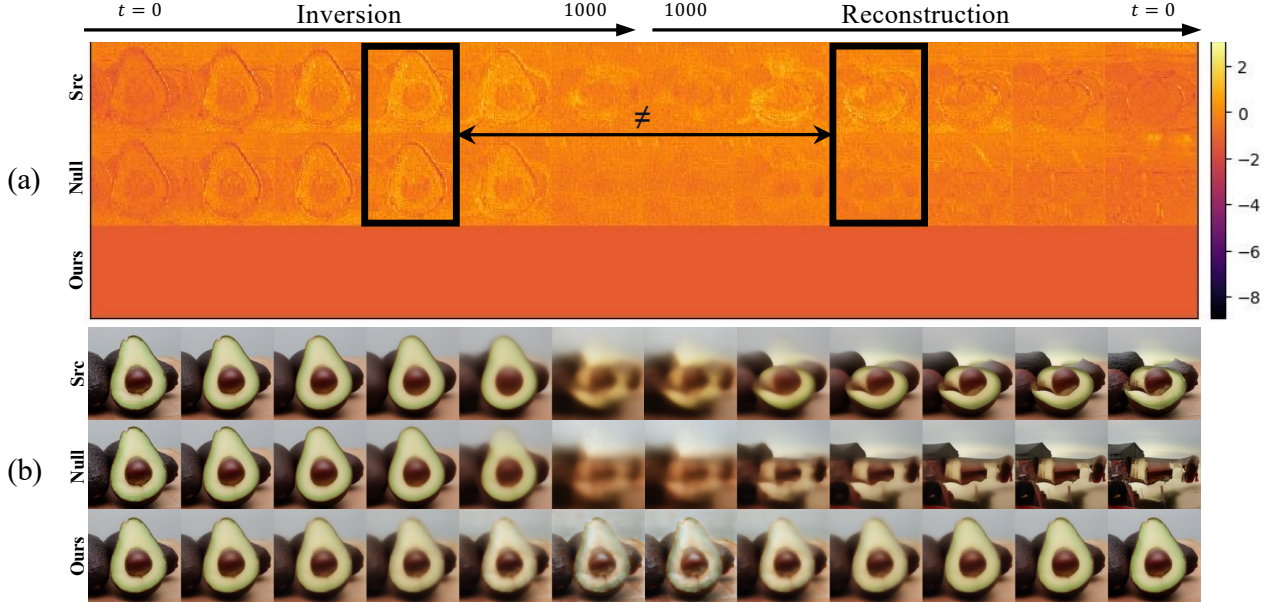 t = 0 Inversion 1000 1000 Reconstruction t = 0
(a)
Src
Null
Ours
≠
2
0
−2
−4
−6
−8
(b)
Src
Null
Ours